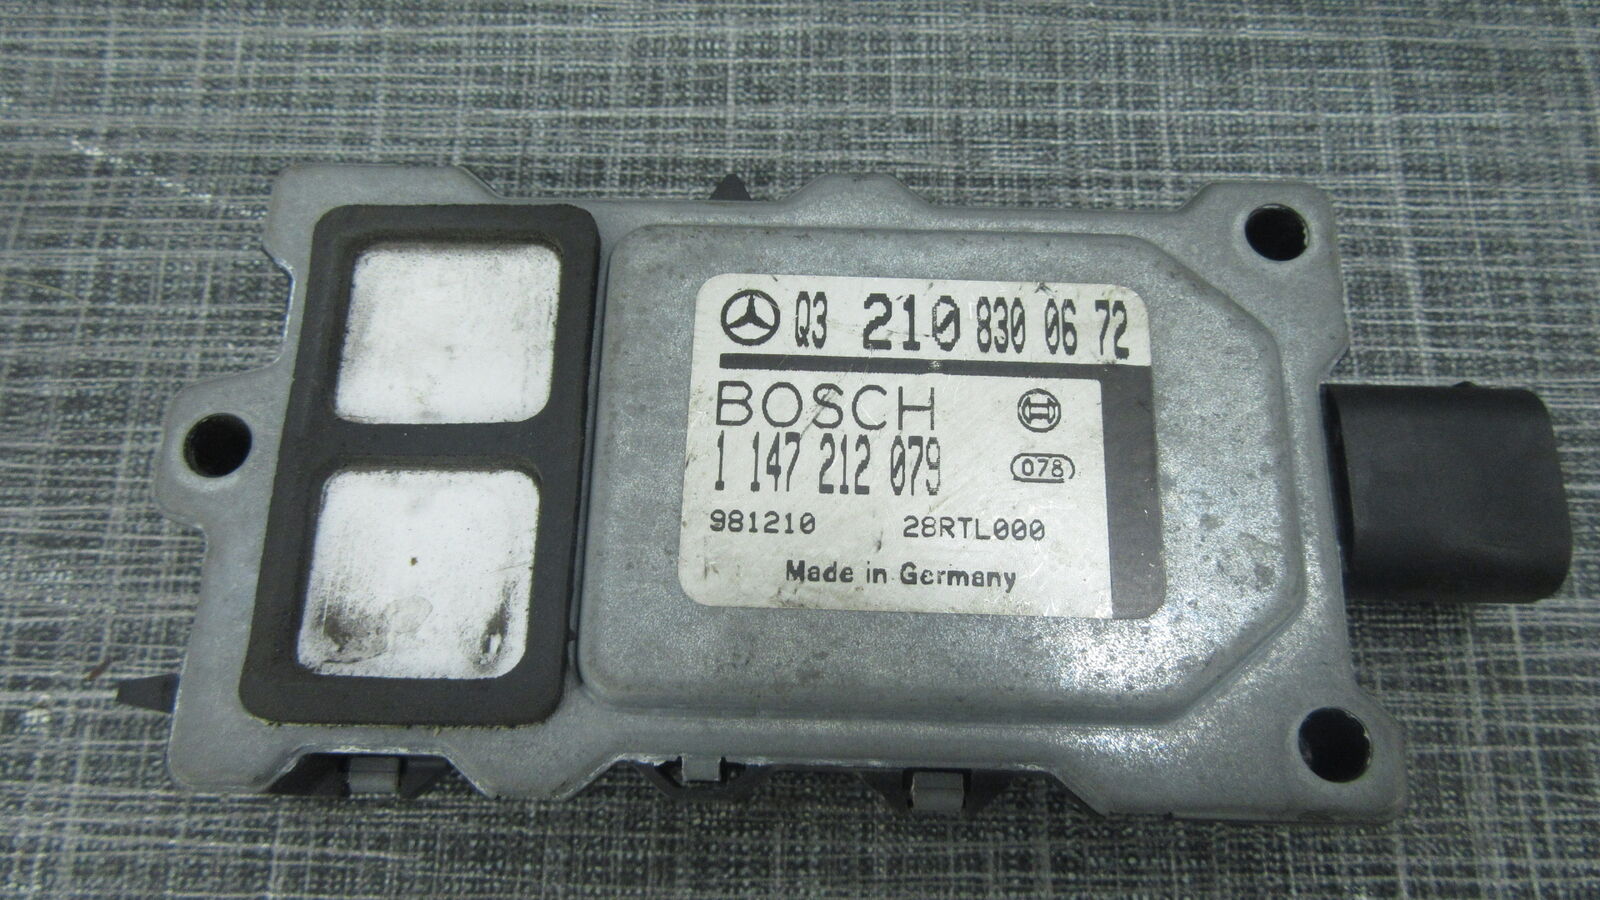 Q3 210 830 06 72
BOSCH
1 147 212 079
078
981210 28RTL000
Made in Germany